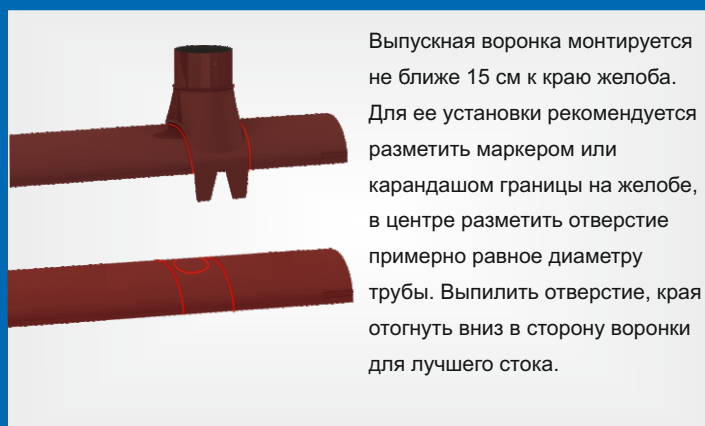 Выпускная воронка монтируется
не ближе 15 см к краю желоба.
Для ее установки рекомендуется
разметить маркером или
карандашом границы на желобе,
в центре разметить отверстие
примерно равное диаметру
трубы. Выпилить отверстие, края
отогнуть вниз в сторону воронки
для лучшего стока.